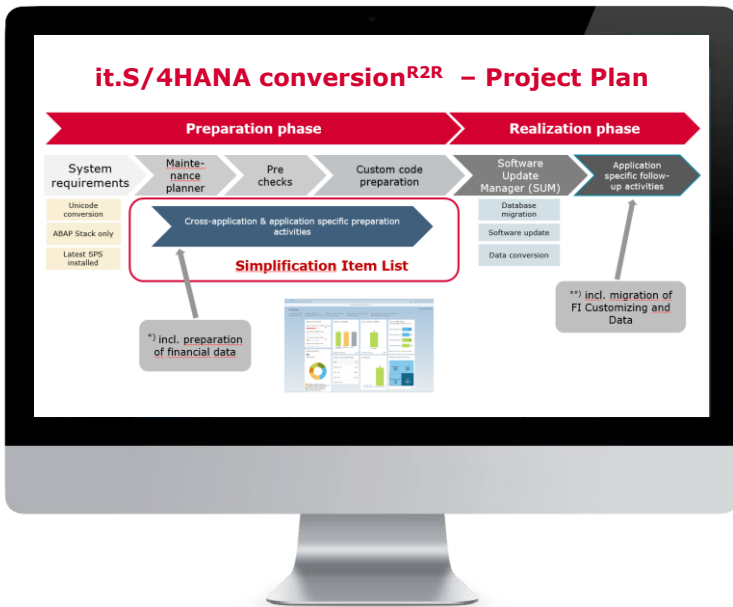 it.S/4HANA conversionR2R – Project Plan
Preparation phase
Realization phase
System
requirements
Mainte-
nance
planner
Pre
checks
Custom code
preparation
Software
Update
Manager (SUM)
Application
specific follow-
up activities
Unicode
conversion
ABAP Stack only
Latest SPS
installed
Cross-application & application specific preparation
activities
Simplification Item List
Database
migration
Software update
Data conversion
*) incl. preparation
of financial data
**) incl. migration of
FI Customizing and
Data